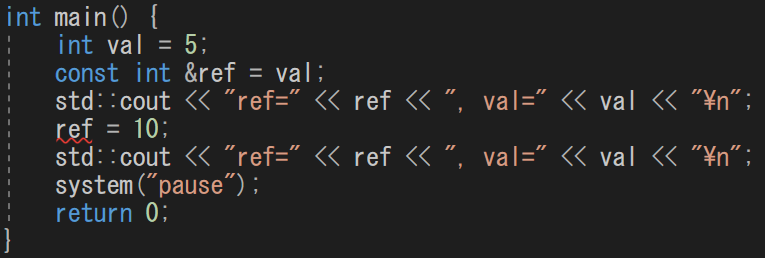 int main() {
    int val = 5;
    const int &ref = val;
    std::cout << "ref=" << ref << ", val=" << val << "¥n";
    ref = 10;
    std::cout << "ref=" << ref << ", val=" << val << "¥n";
    system("pause");
    return 0;
}